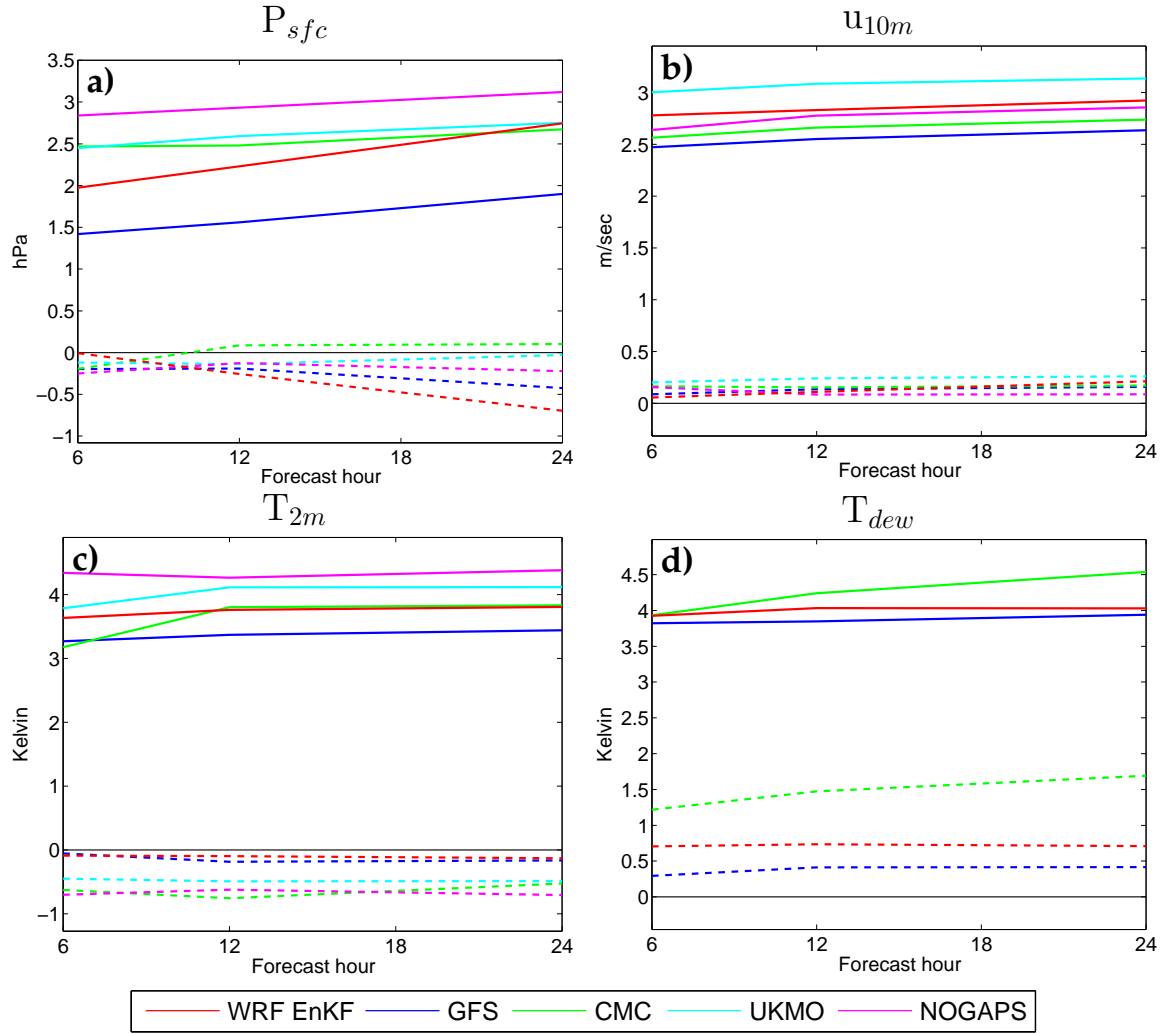 P_sfc
a)
3.5
3
2.5
2
1.5
1
0.5
0
−0.5
−1
hPa
6 12 18 24
Forecast hour
u_10m
b)
3
2.5
2
1.5
1
0.5
0
m/sec
6 12 18 24
Forecast hour
T_2m
c)
4
3
2
1
0
−1
Kelvin
6 12 18 24
Forecast hour
T_dew
d)
4.5
4
3.5
3
2.5
2
1.5
1
0.5
0
Kelvin
6 12 18 24
Forecast hour
WRF EnKF GFS CMC UKMO NOGAPS